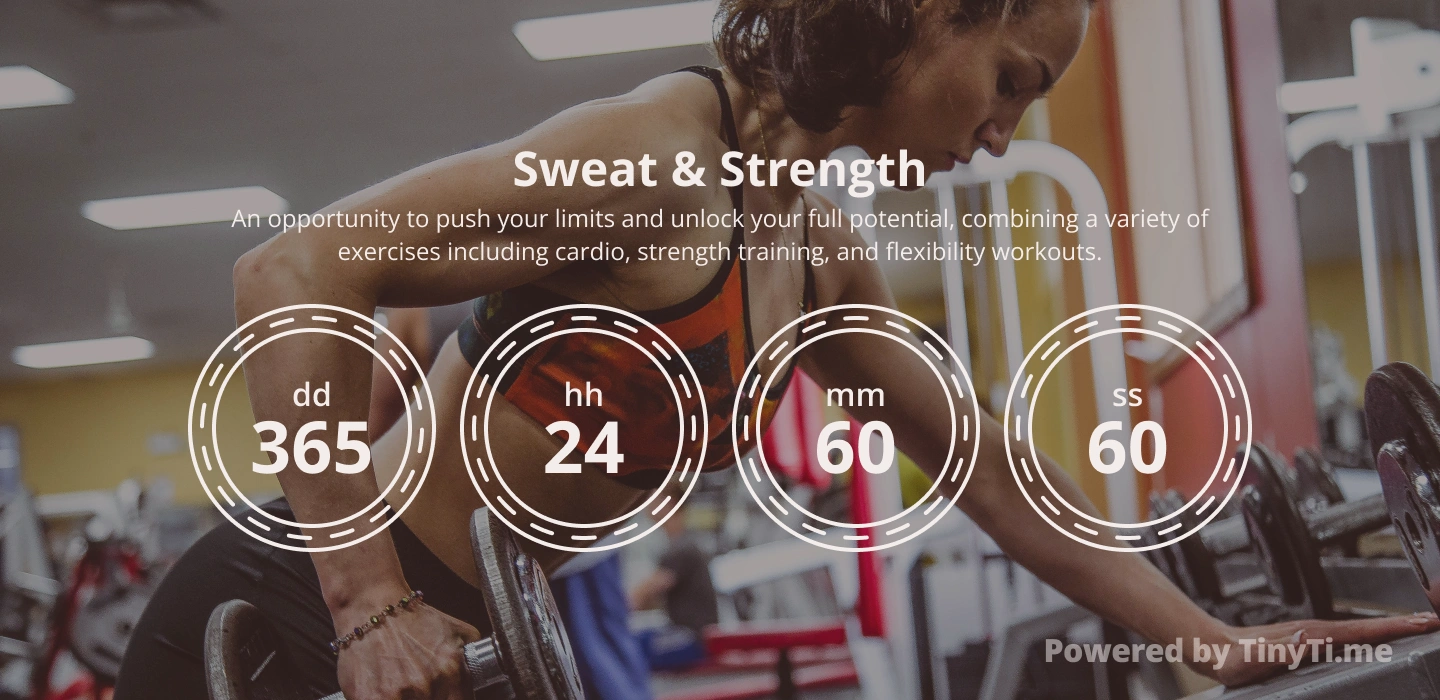 Sweat & Strength
An opportunity to push your limits and unlock your full potential, combining a variety of
exercises including cardio, strength training, and flexibility workouts.
dd
365
hh
24
mm
60
ss
60
Powered by TinyTi.me